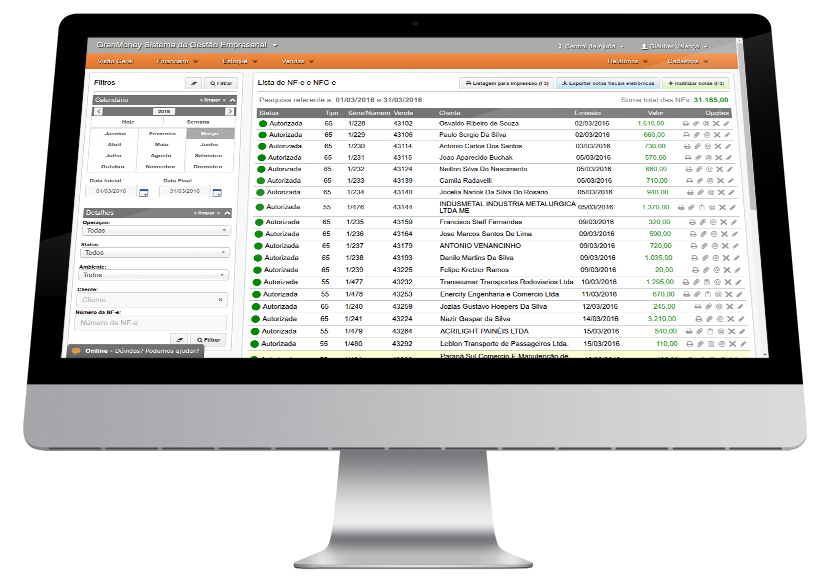 GranMoney Sistema de Gestão Empresarial
Central de Ajuda
Glauber Valença
Visão Geral Financeiro Estoque Vendas Relatórios Cadastros
Filtros Filtrar
Calendário » limpar «
2016
Hoje Semana
Janeiro Fevereiro Março
Abril Maio Junho
Julho Agosto Setembro
Outubro Novembro Dezembro
Data Inicial Data Final
01/03/2016 31/03/2016
Detalhes » limpar «
Operação:
Todas
Status:
Todos
Ambiente:
Todos
Cliente:
Cliente
Número da NF-e:
Número da NF-e
Filtrar
Online - Dúvidas? Podemos ajudar?
Lista de NF-e e NFC-e Listagem para impressão (F2) Exportar notas fiscais eletrônicas Inutilizar notas (F3)
Pesquisa referente a: 01/03/2016 a 31/03/2016 Soma total das NFs: 31.165,00
Status Tipo Série/Número Venda Cliente Emissão Valor Opções
Autorizada 65 1/228 43102 Osvaldo Ribeiro de Souza 02/03/2016 1.610,00
Autorizada 65 1/229 43106 Paulo Sergio Da Silva 02/03/2016 660,00
Autorizada 65 1/230 43114 Antonio Carlos Dos Santos 03/03/2016 730,00
Autorizada 65 1/231 43115 Joao Aparecido Buchak 05/03/2016 570,00
Autorizada 65 1/232 43124 Neilton Silva Do Nascimento 05/03/2016 680,00
Autorizada 65 1/233 43139 Camila Radavelli 05/03/2016 710,00
Autorizada 65 1/234 43140 Jocelia Narlok Da Silva Do Rosario 05/03/2016 940,00
Autorizada 55 1/476 43144 INDUSMETAL INDUSTRIA METALURGICA LTDA ME 05/03/2016 1.370,00
Autorizada 65 1/235 43159 Francisco Steff Fernandes 09/03/2016 320,00
Autorizada 65 1/236 43164 Jose Marcos Santos De Lima 09/03/2016 590,00
Autorizada 65 1/237 43179 ANTONIO VENANCINHO 09/03/2016 720,00
Autorizada 65 1/238 43193 Danilo Martins Da Silva 09/03/2016 1.035,00
Autorizada 65 1/239 43225 Felipe Kretzer Ramos 09/03/2016 20,00
Autorizada 55 1/477 43232 Transeumar Transportes Rodoviarios Ltda 10/03/2016 1.295,00
Autorizada 55 1/478 43253 Enercity Engenharia e Comercio Ltda 11/03/2016 670,00
Autorizada 65 1/240 43259 Jozias Gustavo Hoepers Da Silva 12/03/2016 245,00
Autorizada 65 1/241 43224 Nazir Gaspar da Silva 14/03/2016 3.210,00
Autorizada 55 1/479 43284 ACRILIGHT PAINÉIS LTDA 15/03/2016 540,00
Autorizada 55 1/480 43292 Leblon Transporte de Passageiros Ltda. 15/03/2016 110,00
Paraná Sul Comercio E Manutenção de